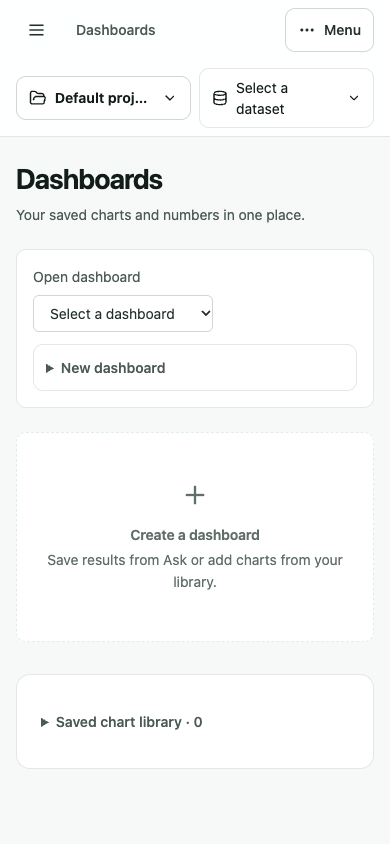 Dashboards
Menu
Default proj...
Select a
dataset
Dashboards
Your saved charts and numbers in one place.
Open dashboard
Select a dashboard
New dashboard
Create a dashboard
Save results from Ask or add charts from your
library.
Saved chart library · 0